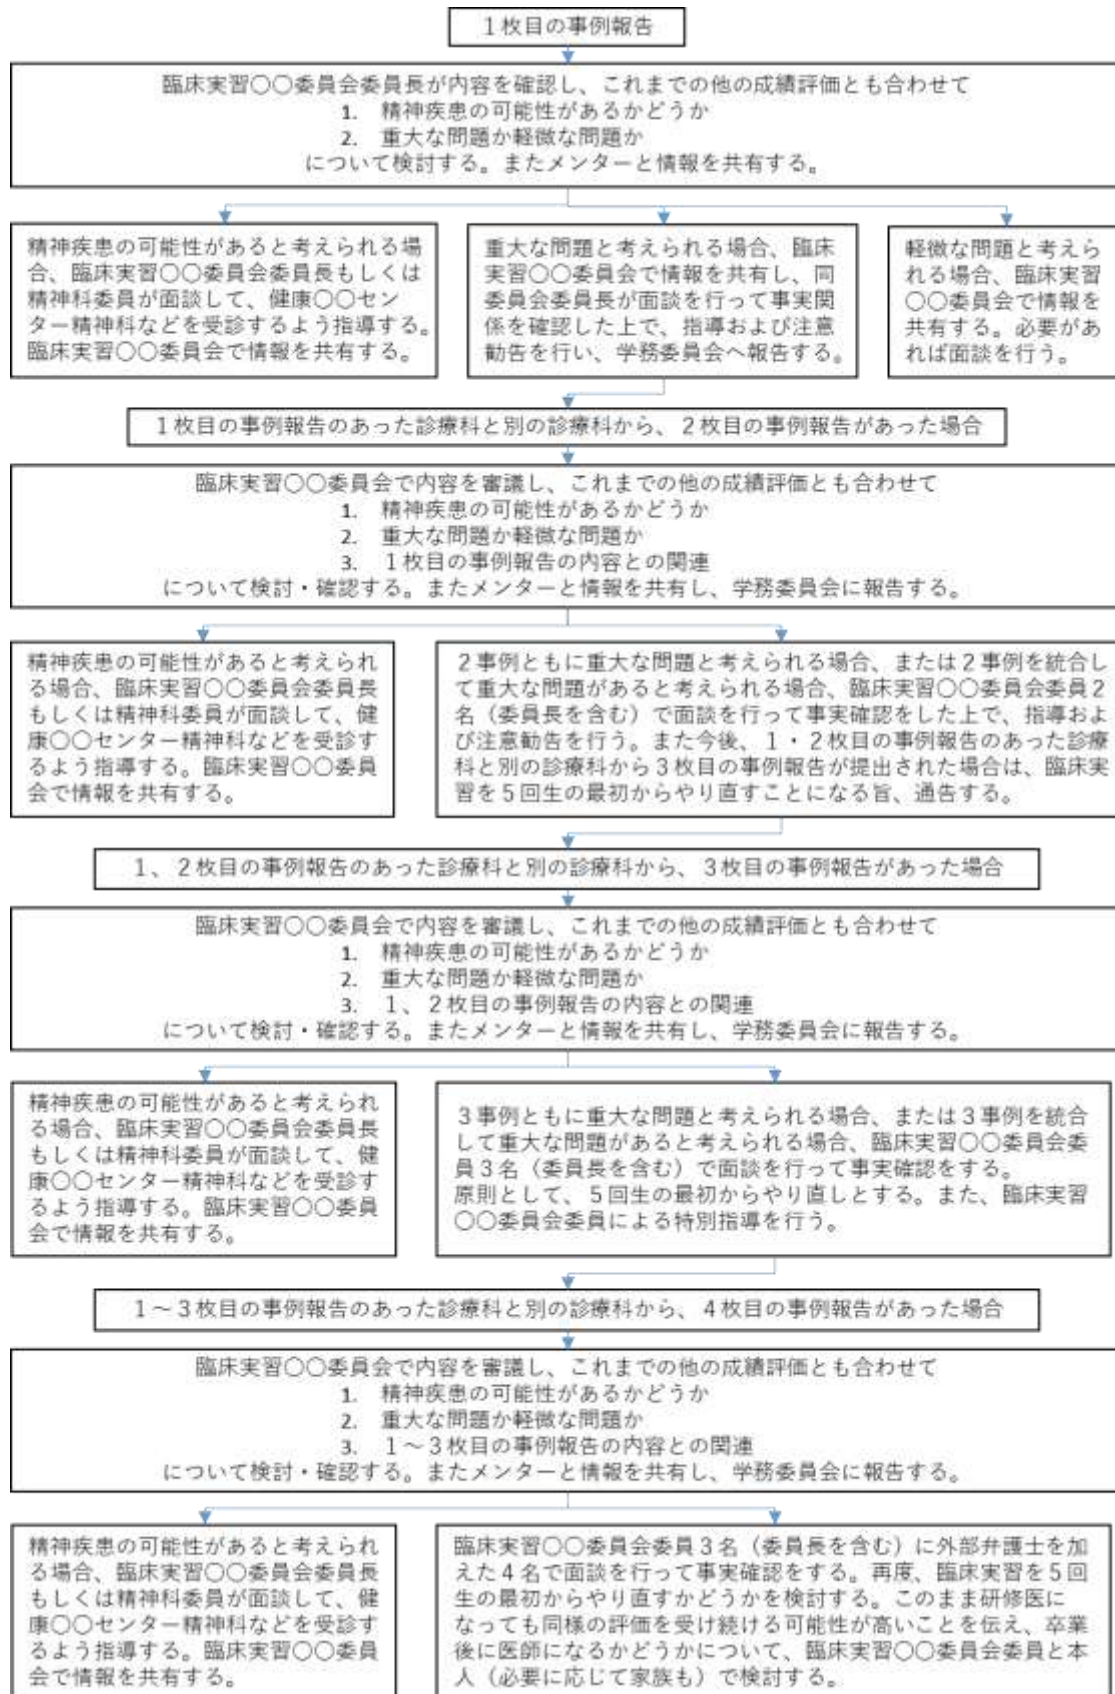 1枚目の事例報告
臨床実習〇〇委員会委員長が内容を確認し、これまでの他の成績評価とも合わせて
1. 精神疾患の可能性があるかどうか
2. 重大な問題か軽微な問題か
について検討する。またメンターと情報を共有する。
精神疾患の可能性があると考えられる場
合、臨床実習〇〇委員会委員長もしくは
精神科委員が面談して、健康〇〇セン
ター精神科などを受診するよう指導する。
臨床実習〇〇委員会で情報を共有する。
重大な問題と考えられる場合、臨床
実習〇〇委員会で情報を共有し、同
委員会委員長が面談を行って事実関
係を確認した上で、指導および注意
勧告を行い、学務委員会へ報告する。
軽微な問題と考えら
れる場合、臨床実習
〇〇委員会で情報を
共有する。必要があ
れば面談を行う。
1枚目の事例報告のあった診療科と別の診療科から、2枚目の事例報告があった場合
臨床実習〇〇委員会で内容を審議し、これまでの他の成績評価とも合わせて
1. 精神疾患の可能性があるかどうか
2. 重大な問題か軽微な問題か
3. 1枚目の事例報告の内容との関連
について検討・確認する。またメンターと情報を共有し、学務委員会に報告する。
精神疾患の可能性があると考えられ
る場合、臨床実習〇〇委員会委員長
もしくは精神科委員が面談して、健
康〇〇センター精神科などを受診す
るよう指導する。臨床実習〇〇委員
会で情報を共有する。
2事例ともに重大な問題と考えられる場合、または2事例を統合し
て重大な問題があると考えられる場合、臨床実習〇〇委員会委員2
名（委員長を含む）で面談を行って事実確認をした上で、指導およ
び注意勧告を行う。また今後、1・2枚目の事例報告のあった診療
科と別の診療科から3枚目の事例報告が提出された場合は、臨床実
習を5回生の最初からやり直すことになる旨、通告する。
1、2枚目の事例報告のあった診療科と別の診療科から、3枚目の事例報告があった場合
臨床実習〇〇委員会で内容を審議し、これまでの他の成績評価とも合わせて
1. 精神疾患の可能性があるかどうか
2. 重大な問題か軽微な問題か
3. 1、2枚目の事例報告の内容との関連
について検討・確認する。またメンターと情報を共有し、学務委員会に報告する。
精神疾患の可能性があると考えられ
る場合、臨床実習〇〇委員会委員長
もしくは精神科委員が面談して、健
康〇〇センター精神科などを受診す
るよう指導する。臨床実習〇〇委員
会で情報を共有する。
3事例ともに重大な問題と考えられる場合、または3事例を統合
して重大な問題があると考えられる場合、臨床実習〇〇委員会委
員3名（委員長を含む）で面談を行って事実確認をする。
原則として、5回生の最初からやり直しとする。また、臨床実習
〇〇委員会委員による特別指導を行う。
1～3枚目の事例報告のあった診療科と別の診療科から、4枚目の事例報告があった場合
臨床実習〇〇委員会で内容を審議し、これまでの他の成績評価とも合わせて
1. 精神疾患の可能性があるかどうか
2. 重大な問題か軽微な問題か
3. 1～3枚目の事例報告の内容との関連
について検討・確認する。またメンターと情報を共有し、学務委員会に報告する。
精神疾患の可能性があると考えられ
る場合、臨床実習〇〇委員会委員長
もしくは精神科委員が面談して、健
康〇〇センター精神科などを受診す
るよう指導する。臨床実習〇〇委員
会で情報を共有する。
臨床実習〇〇委員会委員3名（委員長を含む）に外部弁護士を加
えた4名で面談を行って事実確認をする。再度、臨床実習を5回
生の最初からやり直すかどうかを検討する。このまま研修医に
なっても同様の評価を受け続ける可能性が高いことを伝え、卒業
後に医師になるかどうかについて、臨床実習〇〇委員会委員と本
人（必要に応じて家族も）で検討する。